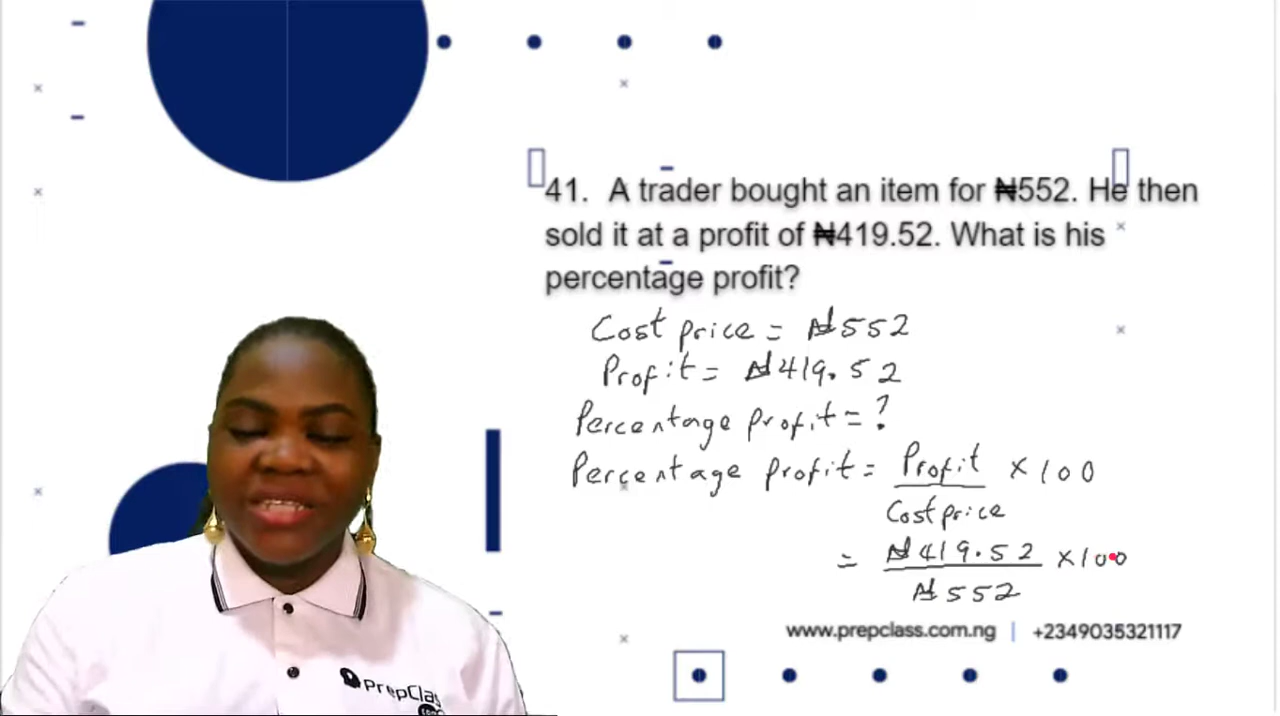 41. A trader bought an item for ₦552. He then
sold it at a profit of ₦419.52. What is his
percentage profit?
Cost price = ₦552
Profit = ₦419.52
Percentage profit = ?
Percentage profit = Profit × 100
Cost price
= ₦419.52 × 100
₦552
www.prepclass.com.ng | +2349035321117
PrepClass